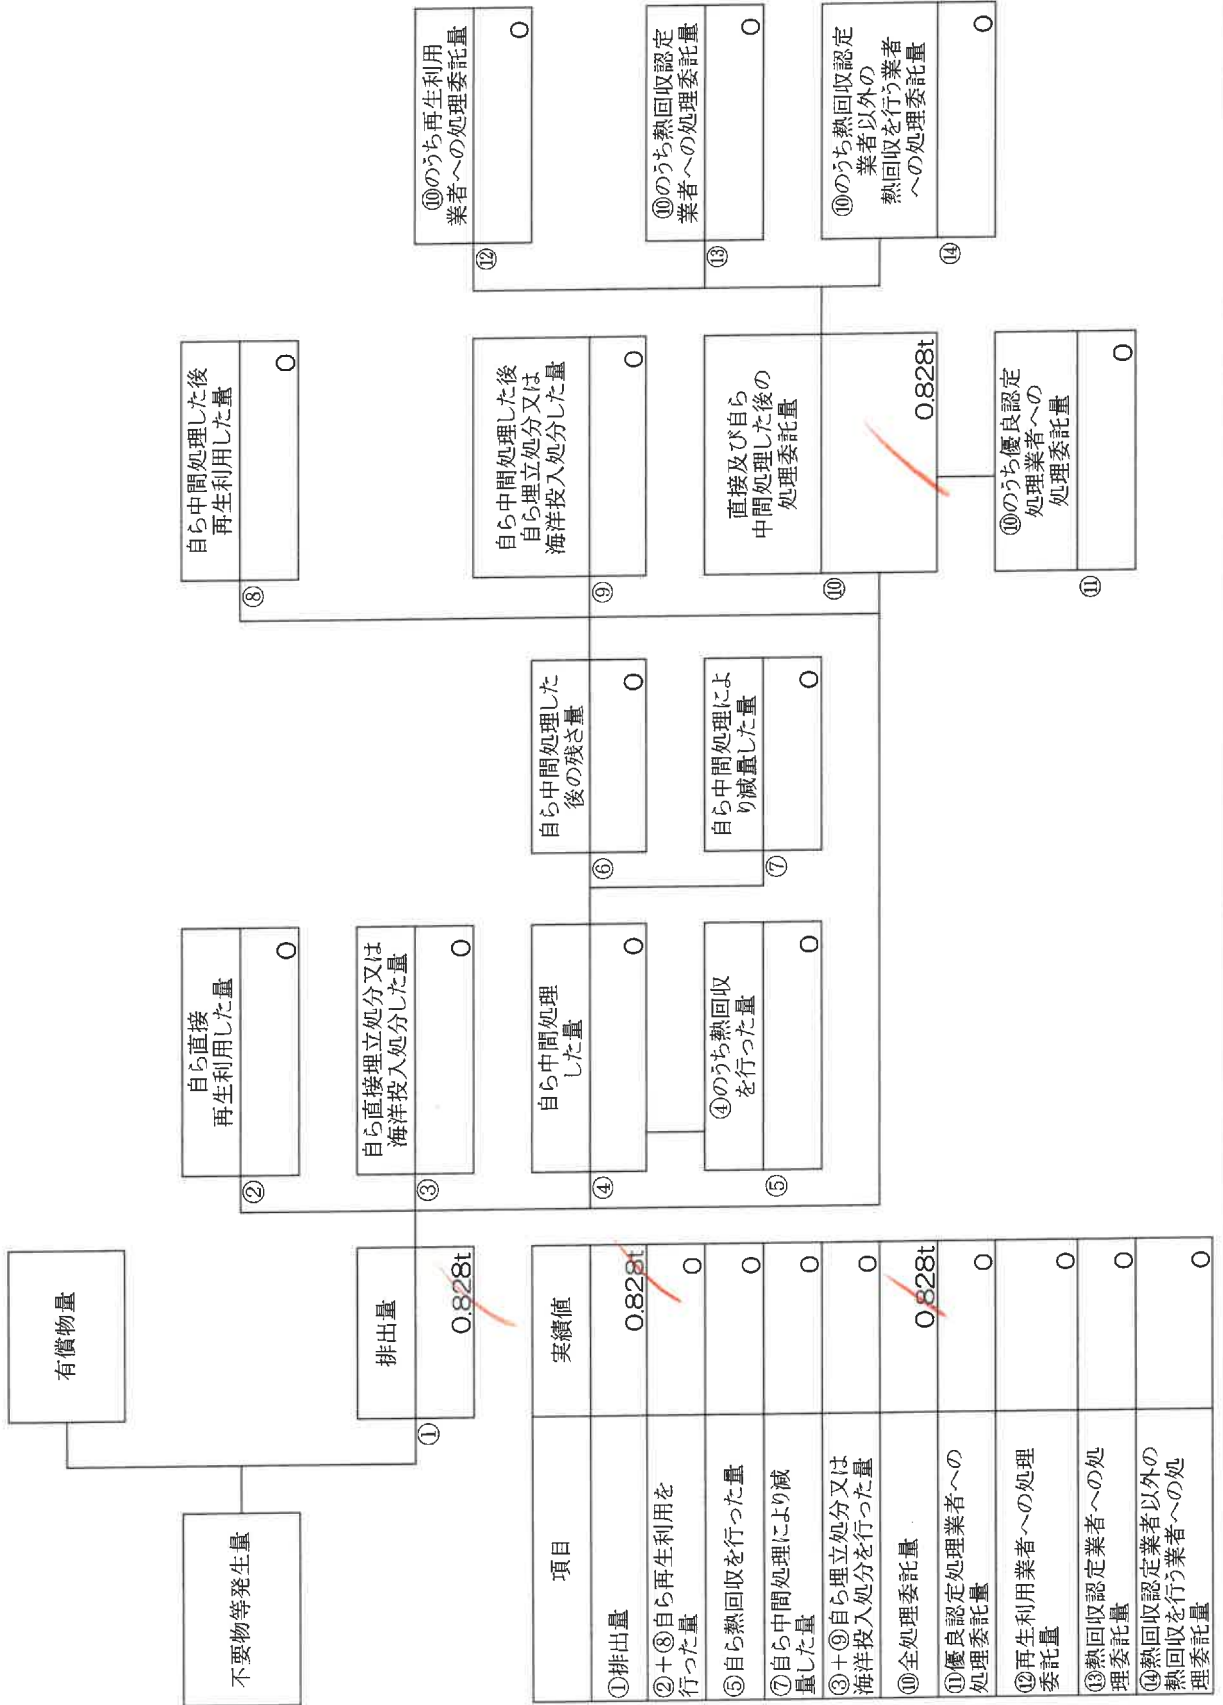 不要物等発生量
有償物量
排出量
①
0.828t
自ら直接
再生利用した量
②
0
自ら直接埋立処分又は
海洋投入処分した量
③
0
自ら中間処理
した量
④
0
④のうち熱回収
を行った量
⑤
0
自ら中間処理した
後の残さ量
⑥
0
自ら中間処理によ
り減量した量
⑦
0
自ら中間処理した後
再生利用した量
⑧
0
自ら中間処理した後
自ら埋立処分又は
海洋投入処分した量
⑨
0
直接及び自ら
中間処理した後の
処理委託量
⑩
0.828t
⑩のうち優良認定
処理業者への
処理委託量
⑪
0
⑩のうち再生利用
業者への処理委託量
⑫
0
⑩のうち熱回収認定
業者への処理委託量
⑬
0
⑩のうち熱回収認定
業者以外の
熱回収を行う業者
への処理委託量
⑭
0
項目 実績値
①排出量 0.828t
②+⑧自ら再生利用を
行った量 0
⑤自ら熱回収を行った量 0
⑦自ら中間処理により減
量した量 0
③+⑨自ら埋立処分又は
海洋投入処分を行った量 0
⑩全処理委託量 0.828t
⑪優良認定処理業者への
処理委託量 0
⑫再生利用業者への処理
委託量 0
⑬熱回収認定業者への処
理委託量 0
⑭熱回収認定業者以外の
熱回収を行う業者への処
理委託量 0